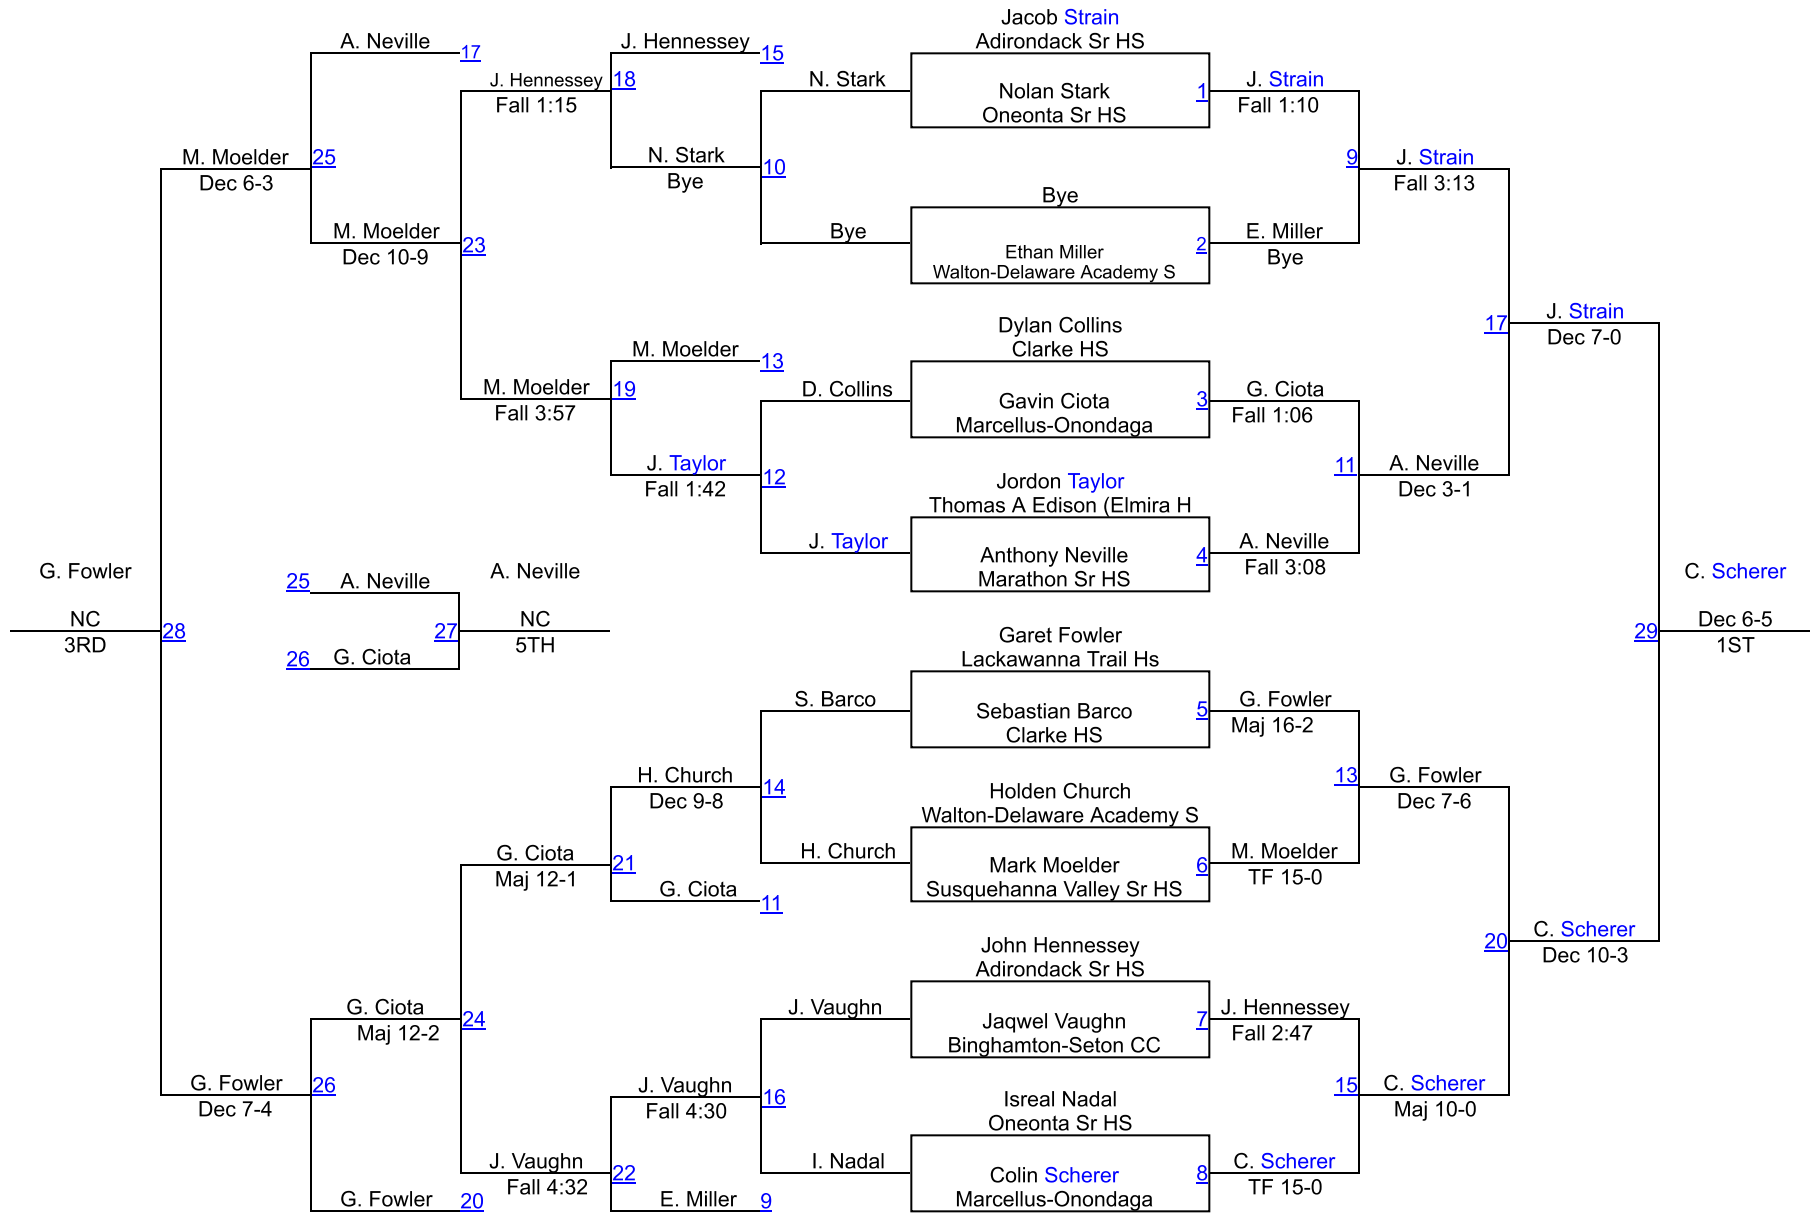 Jacob Strain
A. Neville
J. Hennessey
Adirondack Sr HS
17
15
J. Hennessey
18
N. Stark
J. Strain
Fall 1:15
Nolan Stark
1
Fall 1:10
Oneonta Sr HS
M. Moelder
25
N. Stark
9
J. Strain
Dec 6-3
Bye
10
Fall 3:13
Bye
M. Moelder
Bye
E. Miller
Dec 10-9
23
Ethan Miller
2
Bye
Walton-Delaware Academy S
J. Strain
Dylan Collins
17
Dec 7-0
M. Moelder
13
Clarke HS
M. Moelder
19
D. Collins
G. Ciota
Fall 3:57
Gavin Ciota
3
Fall 1:06
Marcellus-Onondaga
J. Taylor
11
A. Neville
Fall 1:42
12
Jordon Taylor
Dec 3-1
Thomas A Edison (Elmira H
J. Taylor
A. Neville
Anthony Neville
4
Fall 3:08
Marathon Sr HS
G. Fowler
25
A. Neville
A. Neville
C. Scherer
NC
28
27
NC
29
Dec 6-5
3RD
26
G. Ciota
5TH
1ST
Garet Fowler
Lackawanna Trail Hs
S. Barco
G. Fowler
Sebastian Barco
5
Maj 16-2
Clarke HS
H. Church
13
G. Fowler
Dec 9-8
14
Holden Church
Dec 7-6
Walton-Delaware Academy S
G. Ciota
21
H. Church
M. Moelder
Maj 12-1
Mark Moelder
6
TF 15-0
G. Ciota
11
Susquehanna Valley Sr HS
C. Scherer
John Hennessey
20
Dec 10-3
Adirondack Sr HS
G. Ciota
24
J. Vaughn
J. Hennessey
Maj 12-2
Jaqwel Vaughn
7
Fall 2:47
Binghamton-Seton CC
G. Fowler
26
J. Vaughn
15
C. Scherer
Dec 7-4
Fall 4:30
16
Isreal Nadal
Maj 10-0
Oneonta Sr HS
J. Vaughn
22
I. Nadal
C. Scherer
Fall 4:32
Colin Scherer
8
TF 15-0
G. Fowler
20
E. Miller
9
Marcellus-Onondaga